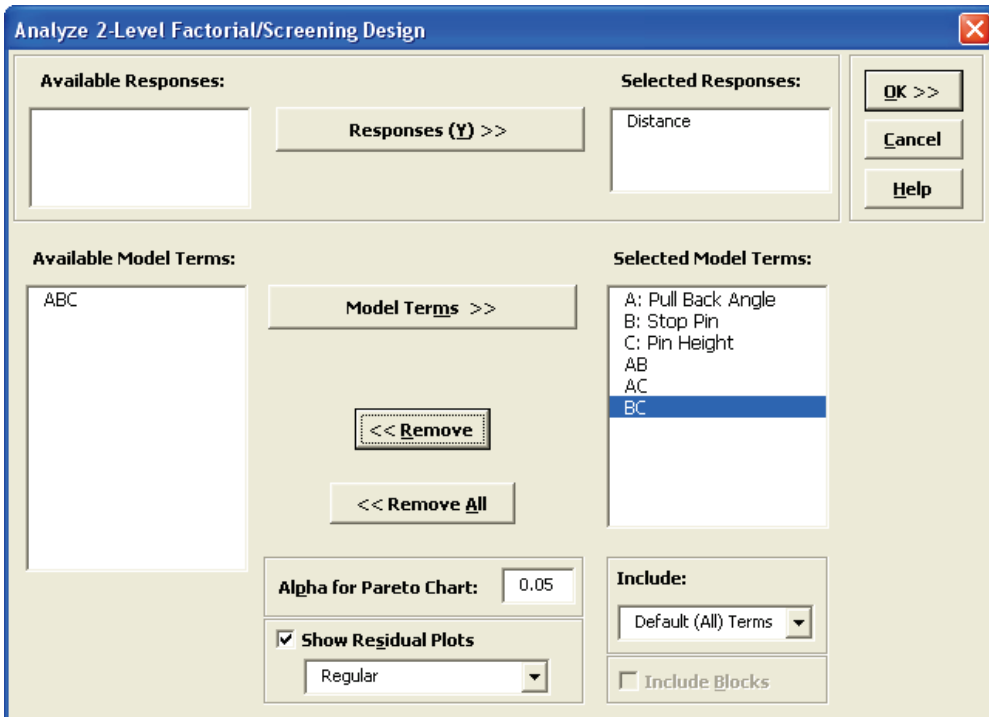 Analyze 2-Level Factorial/Screening Design
Available Responses:
Responses (Y) >>
Selected Responses:
Distance
OK >>
Cancel
Help
Available Model Terms:
ABC
Model Terms >>
<< Remove
<< Remove All
Selected Model Terms:
A: Pull Back Angle
B: Stop Pin
C: Pin Height
AB
AC
BC
Alpha for Pareto Chart: 0.05
Show Residual Plots
Regular
Include:
Default (All) Terms
Include Blocks